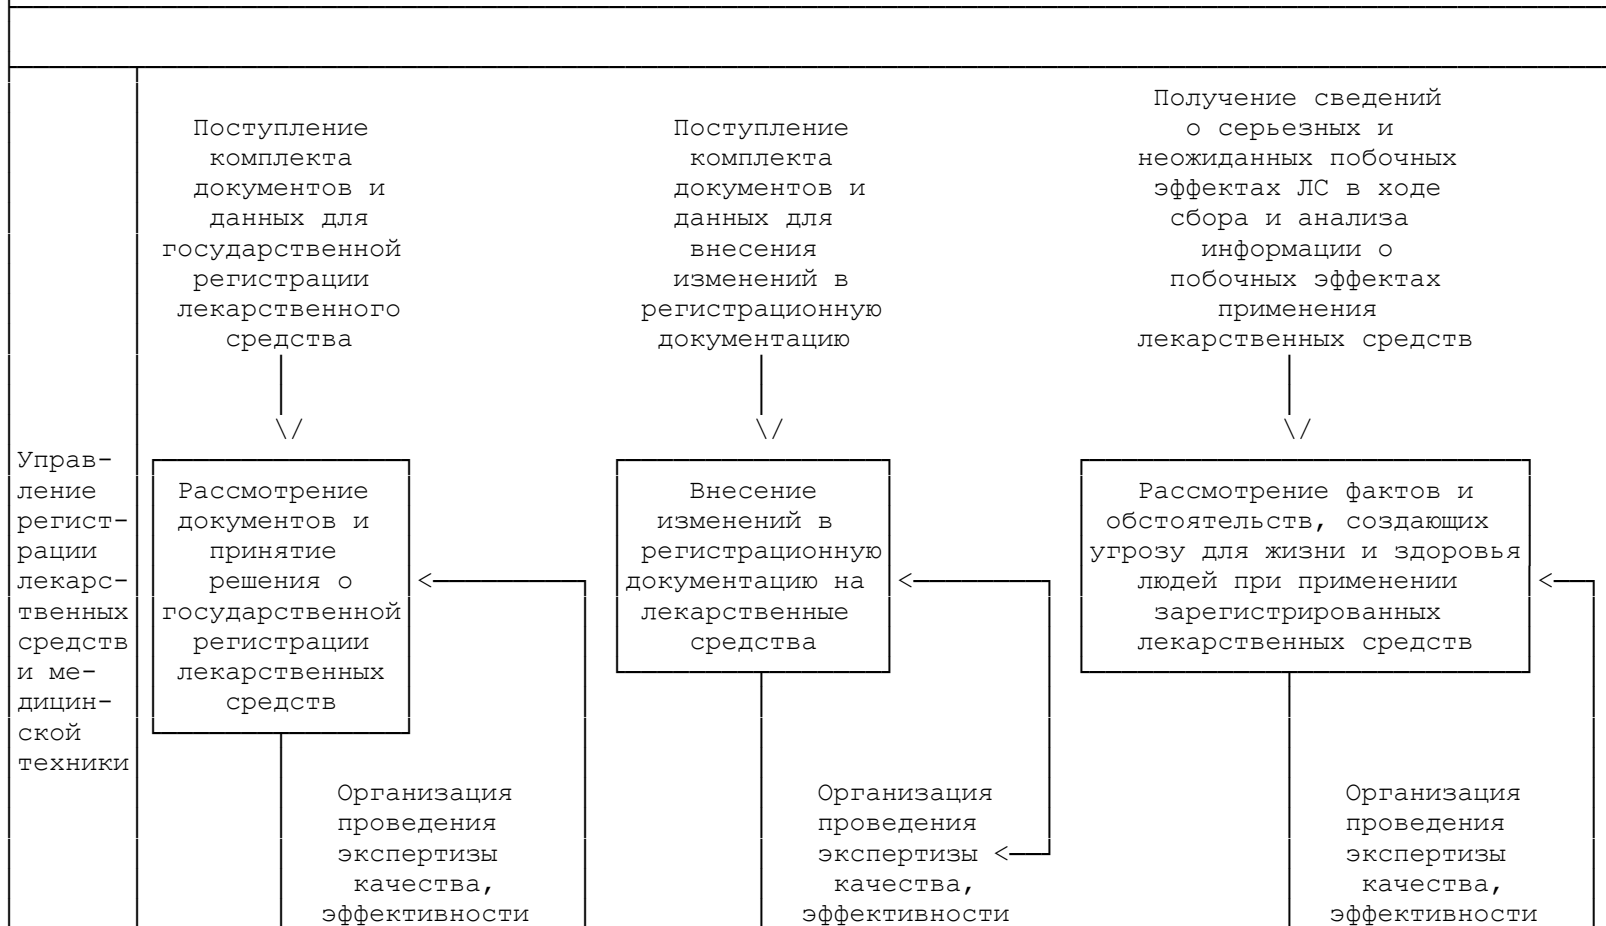 Поступление
комплекта
документов и
данных для
государственной
регистрации
лекарственного
средства
Поступление
комплекта
документов и
данных для
внесения
изменений в
регистрационную
документацию
Получение сведений
о серьезных и
неожиданных побочных
эффектах ЛС в ходе
сбора и анализа
информации о
побочных эффектах
применения
лекарственных средств
Управ-
ление
регист-
рации
лекарс-
твенных
средств
и ме-
дицин-
ской
техники
Рассмотрение
документов и
принятие
решения о
государственной
регистрации
лекарственных
средств
Внесение
изменений в
регистрационную
документацию на
лекарственные
средства
Рассмотрение фактов и
обстоятельств, создающих
угрозу для жизни и здоровья
людей при применении
зарегистрированных
лекарственных средств
Организация
проведения
экспертизы
качества,
эффективности
Организация
проведения
экспертизы
качества,
эффективности
Организация
проведения
экспертизы
качества,
эффективности